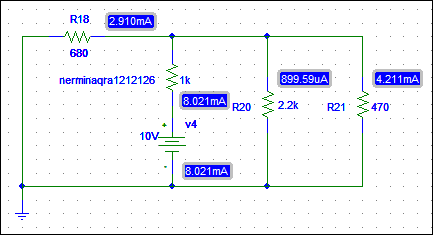 R18
2.910mA
680
nerminaqra1212126
1k
899.59uA
4.211mA
8.021mA
R20
2.2k
R21
470
+
v4
10V
-
8.021mA